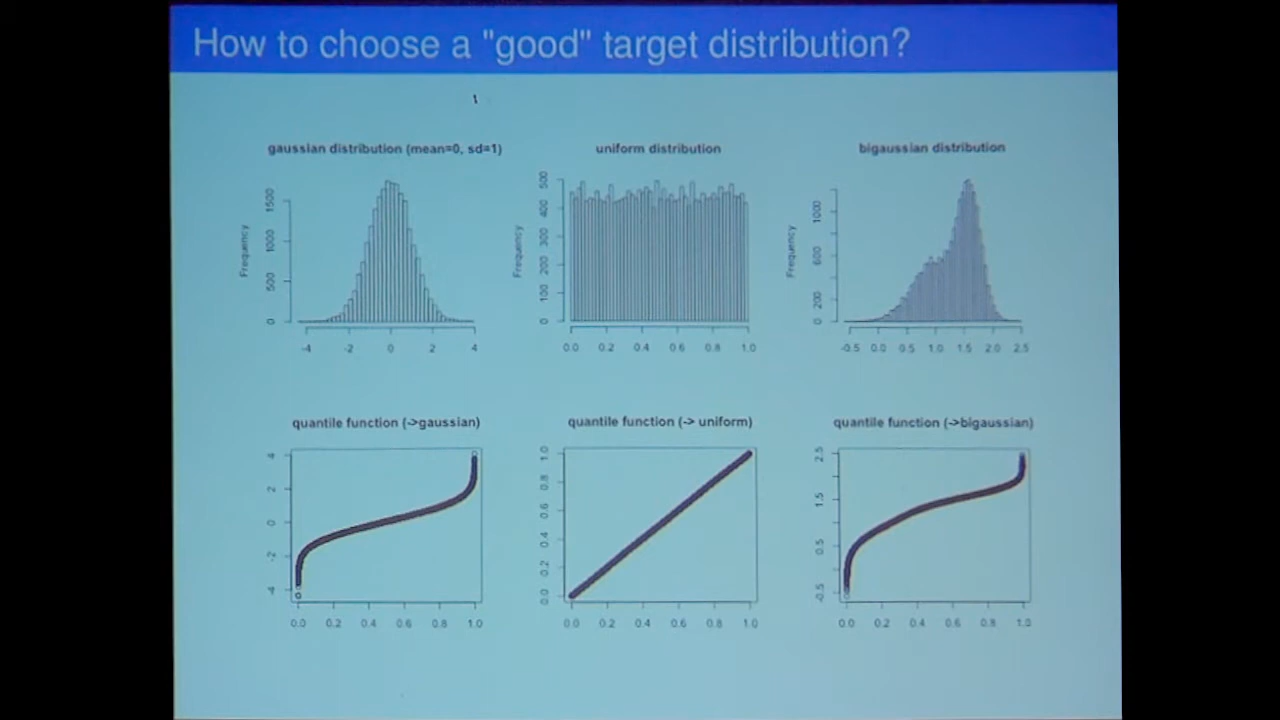 How to choose a "good" target distribution?
gaussian distribution (mean=0, sd=1)
uniform distribution
bigaussian distribution
Frequency
0 500 1000 1500
-4 -2 0 2 4
Frequency
0 100 200 300 400 500
0.0 0.2 0.4 0.6 0.8 1.0
Frequency
0 200 600 1000
-0.5 0.0 0.5 1.0 1.5 2.0 2.5
quantile function (->gaussian)
quantile function (-> uniform)
quantile function (->bigaussian)
-4 -2 0 2 4
0.0 0.2 0.4 0.6 0.8 1.0
0.0 0.2 0.4 0.6 0.8 1.0
0.0 0.2 0.4 0.6 0.8 1.0
-0.5 0.5 1.5 2.5
0.0 0.2 0.4 0.6 0.8 1.0